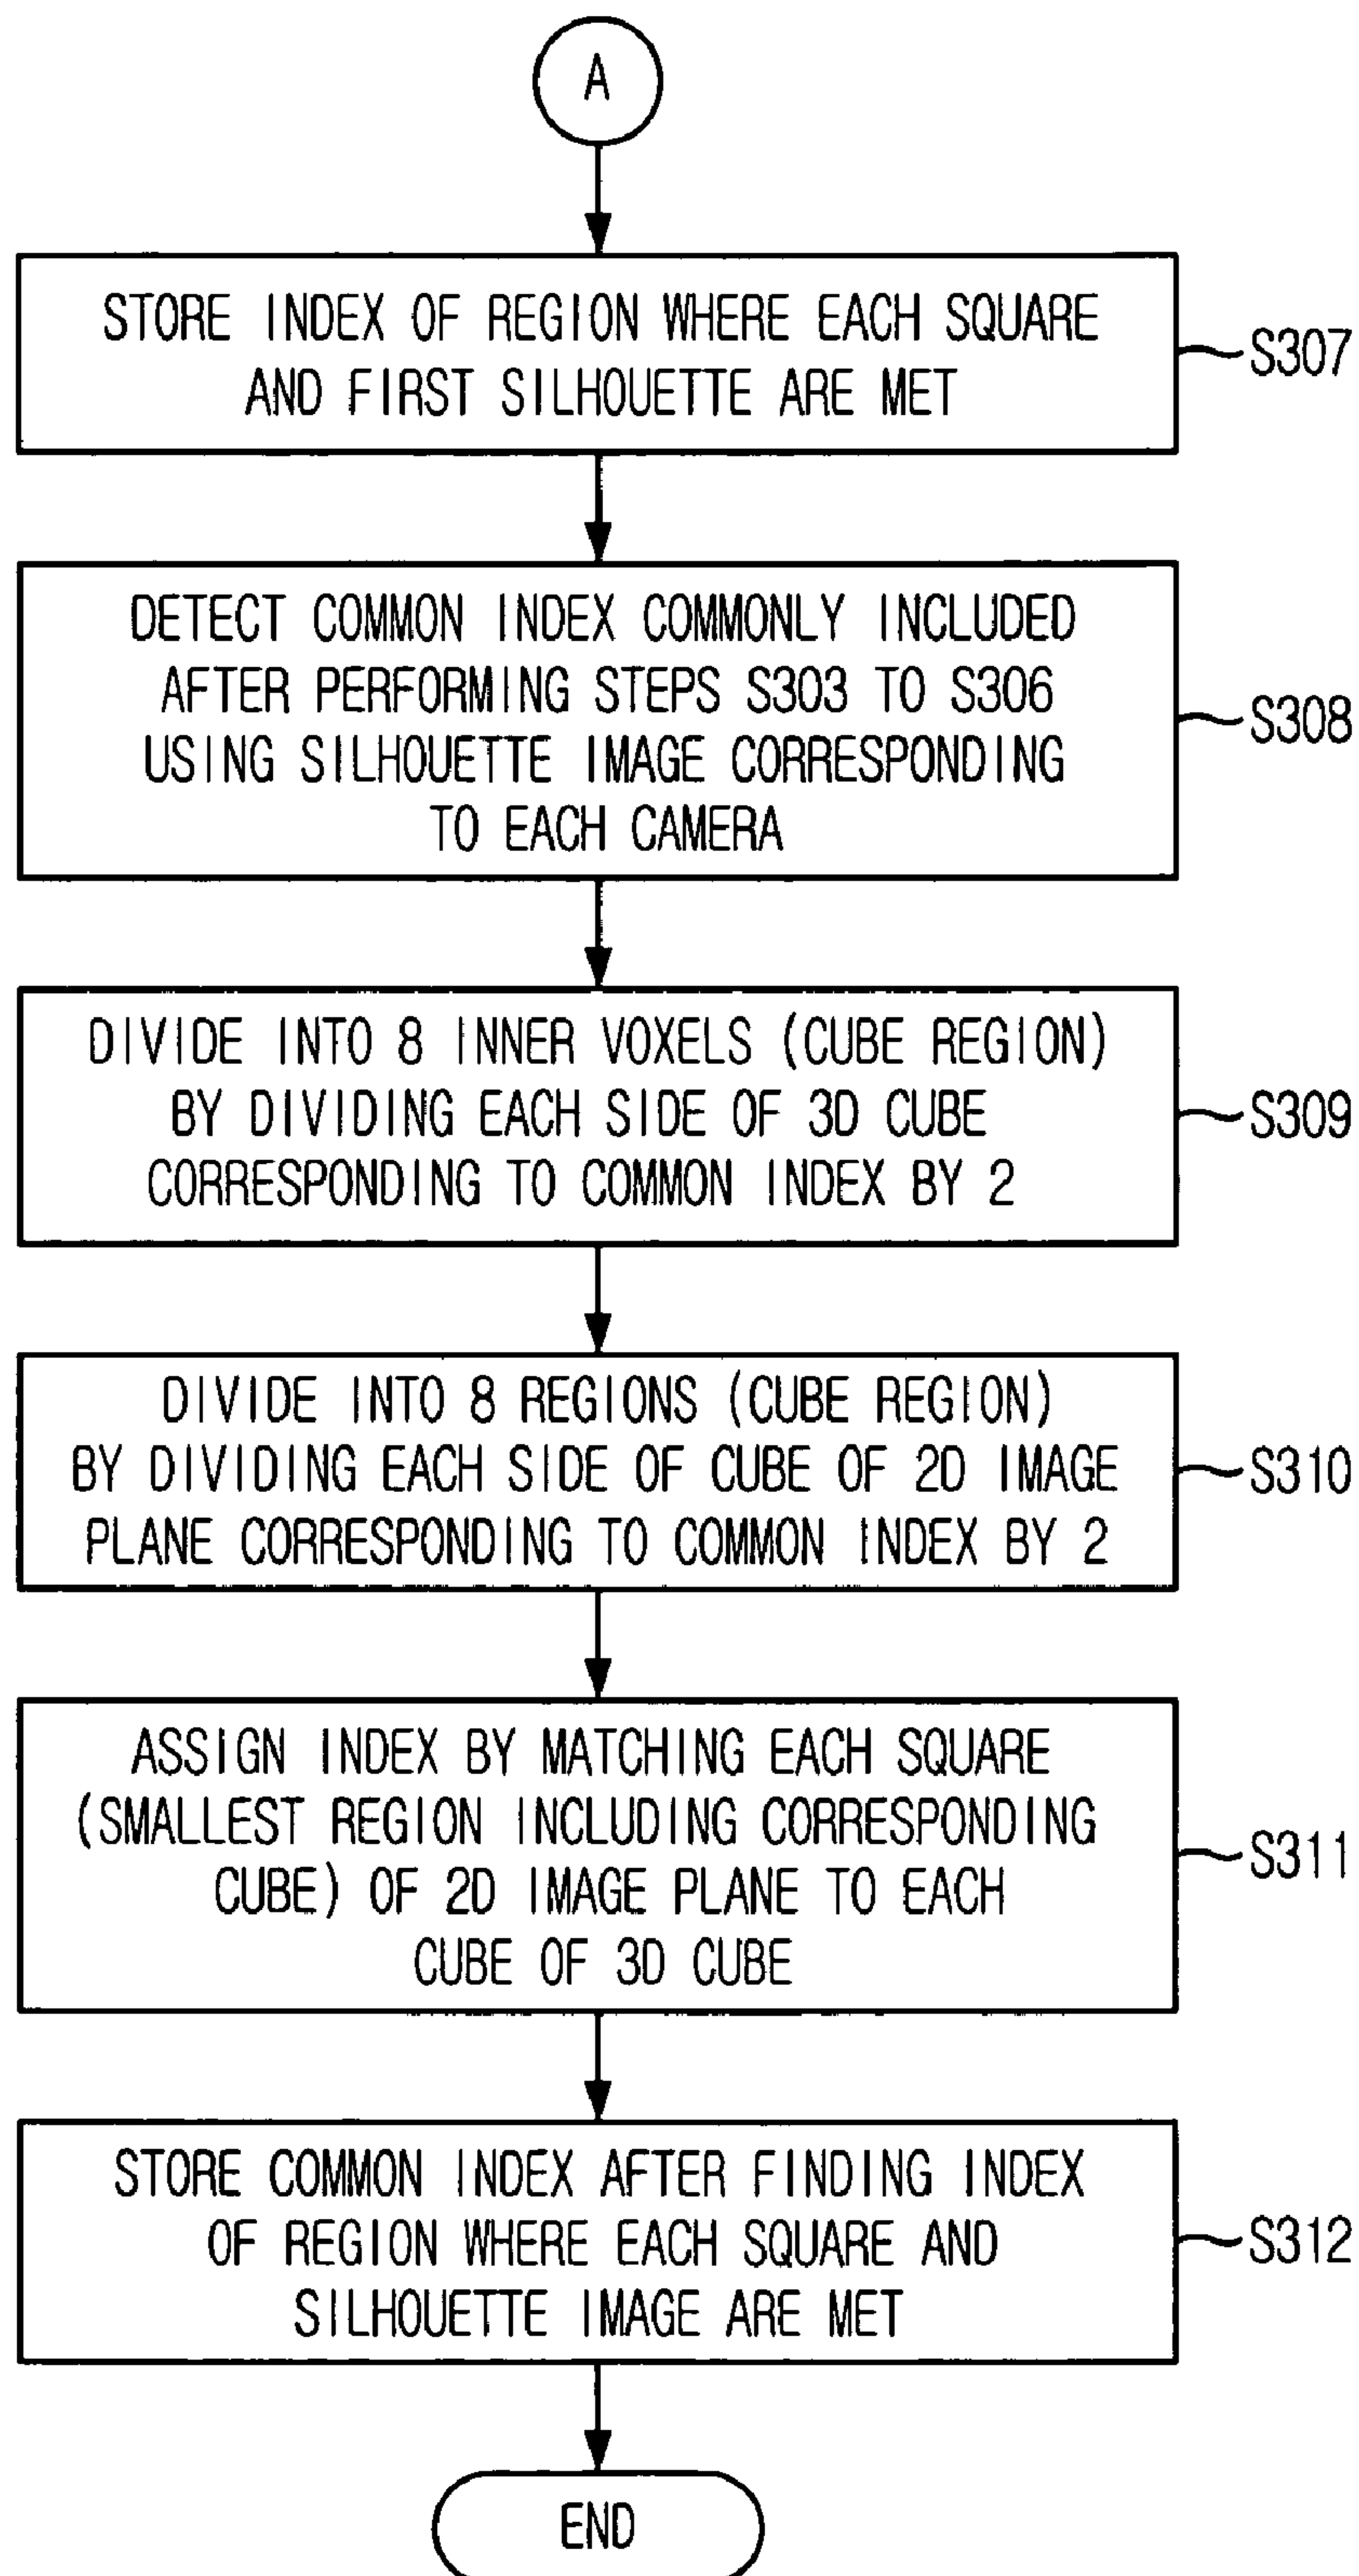 A
STORE INDEX OF REGION WHERE EACH SQUARE
AND FIRST SILHOUETTE ARE MET
S307
DETECT COMMON INDEX COMMONLY INCLUDED
AFTER PERFORMING STEPS S303 TO S306
USING SILHOUETTE IMAGE CORRESPONDING
TO EACH CAMERA
S308
DIVIDE INTO 8 INNER VOXELS (CUBE REGION)
BY DIVIDING EACH SIDE OF 3D CUBE
CORRESPONDING TO COMMON INDEX BY 2
S309
DIVIDE INTO 8 REGIONS (CUBE REGION)
BY DIVIDING EACH SIDE OF CUBE OF 2D IMAGE
PLANE CORRESPONDING TO COMMON INDEX BY 2
S310
ASSIGN INDEX BY MATCHING EACH SQUARE
(SMALLEST REGION INCLUDING CORRESPONDING
CUBE) OF 2D IMAGE PLANE TO EACH
CUBE OF 3D CUBE
S311
STORE COMMON INDEX AFTER FINDING INDEX
OF REGION WHERE EACH SQUARE AND
SILHOUETTE IMAGE ARE MET
S312
END